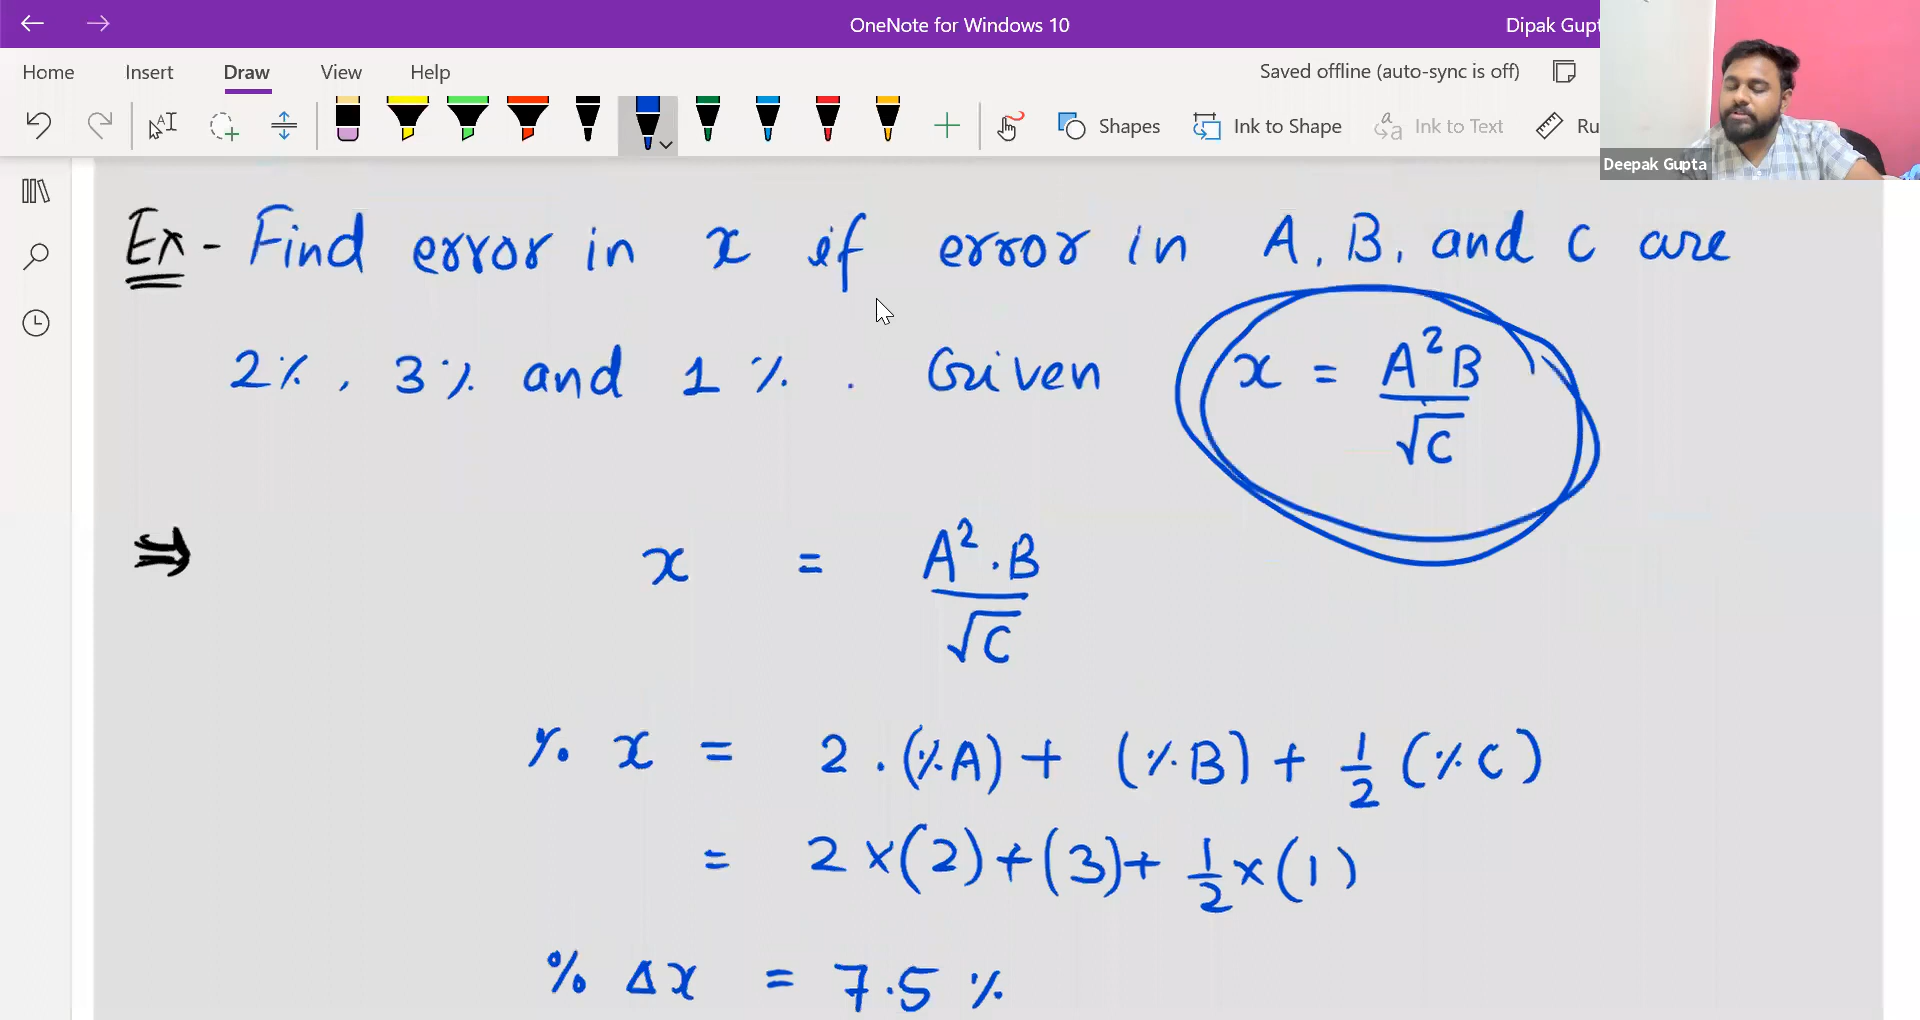 OneNote for Windows 10
Dipak Gupt
Home Insert Draw View Help
Saved offline (auto-sync is off)
Shapes Ink to Shape Ink to Text Ru
Deepak Gupta
Ex - Find error in x if error in A, B, and C are
2%, 3% and 1%. Given x = A²B / √C
⇒ x = A²·B / √C
% x = 2·(%A) + (%B) + 1/2 (%C)
= 2×(2)+(3)+ 1/2×(1)
% Δx = 7.5 %